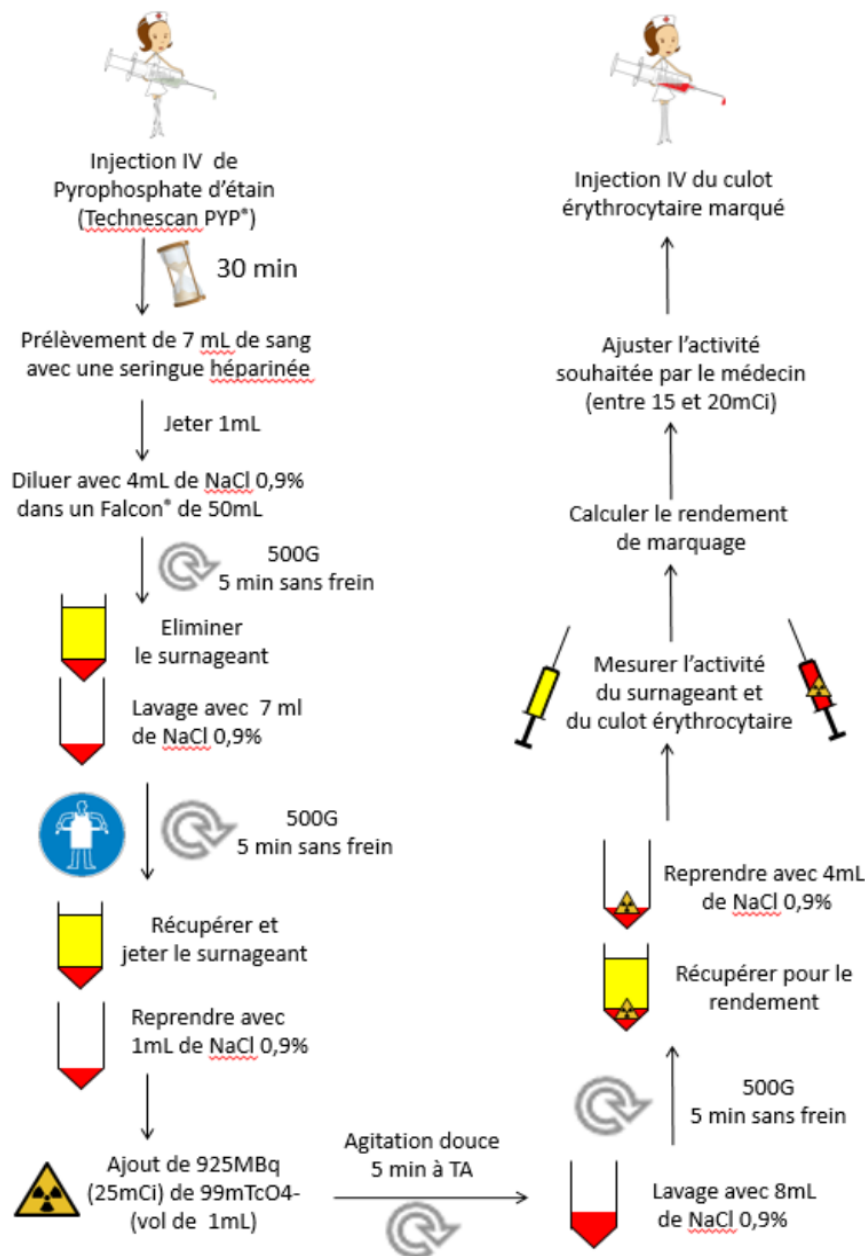 Injection IV de
Pyrophosphate d'étain
(Technescan PYP®)
30 min
Prélèvement de 7 mL de sang
avec une seringue héparinée
Jeter 1mL
Diluer avec 4mL de NaCl 0,9%
dans un Falcon® de 50mL
500G
5 min sans frein
Eliminer
le surnageant
Lavage avec 7 ml
de NaCl 0,9%
500G
5 min sans frein
Récupérer et
jeter le surnageant
Reprendre avec
1mL de NaCl 0,9%
Ajout de 925MBq
(25mCi) de 99mTcO4-
(vol de 1mL)
Agitation douce
5 min à TA
Lavage avec 8mL
de NaCl 0,9%
500G
5 min sans frein
Récupérer pour le
rendement
Reprendre avec 4mL
de NaCl 0,9%
Mesurer l'activité
du surnageant et
du culot érythrocytaire
Calculer le rendement
de marquage
Ajuster l'activité
souhaitée par le médecin
(entre 15 et 20mCi)
Injection IV du culot
érythrocytaire marqué